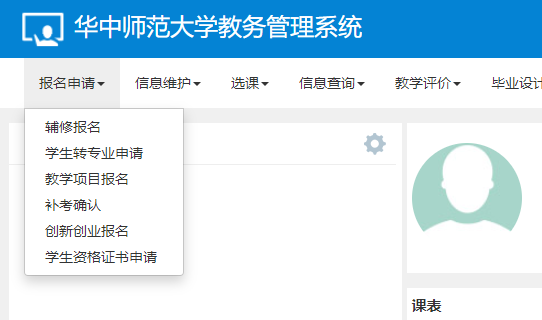 华中师范大学教务管理系统
报名申请 信息维护 选课 信息查询 教学评价 毕业设计
辅修报名
学生转专业申请
教学项目报名
补考确认
创新创业报名
学生资格证书申请
课表